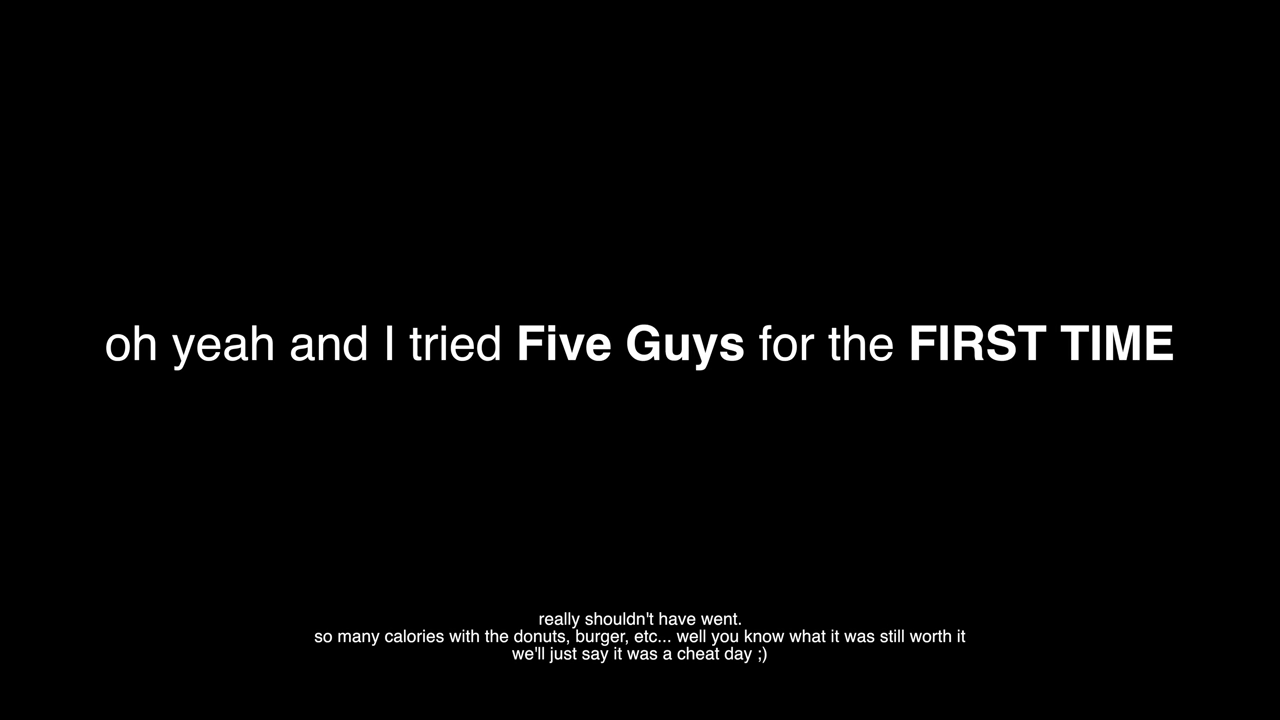 oh yeah and I tried Five Guys for the FIRST TIME
really shouldn't have went.
so many calories with the donuts, burger, etc... well you know what it was still worth it
we'll just say it was a cheat day ;)